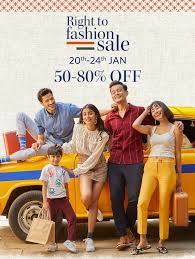 Right to
fashion
sale
20th-24th JAN
50-80% OFF